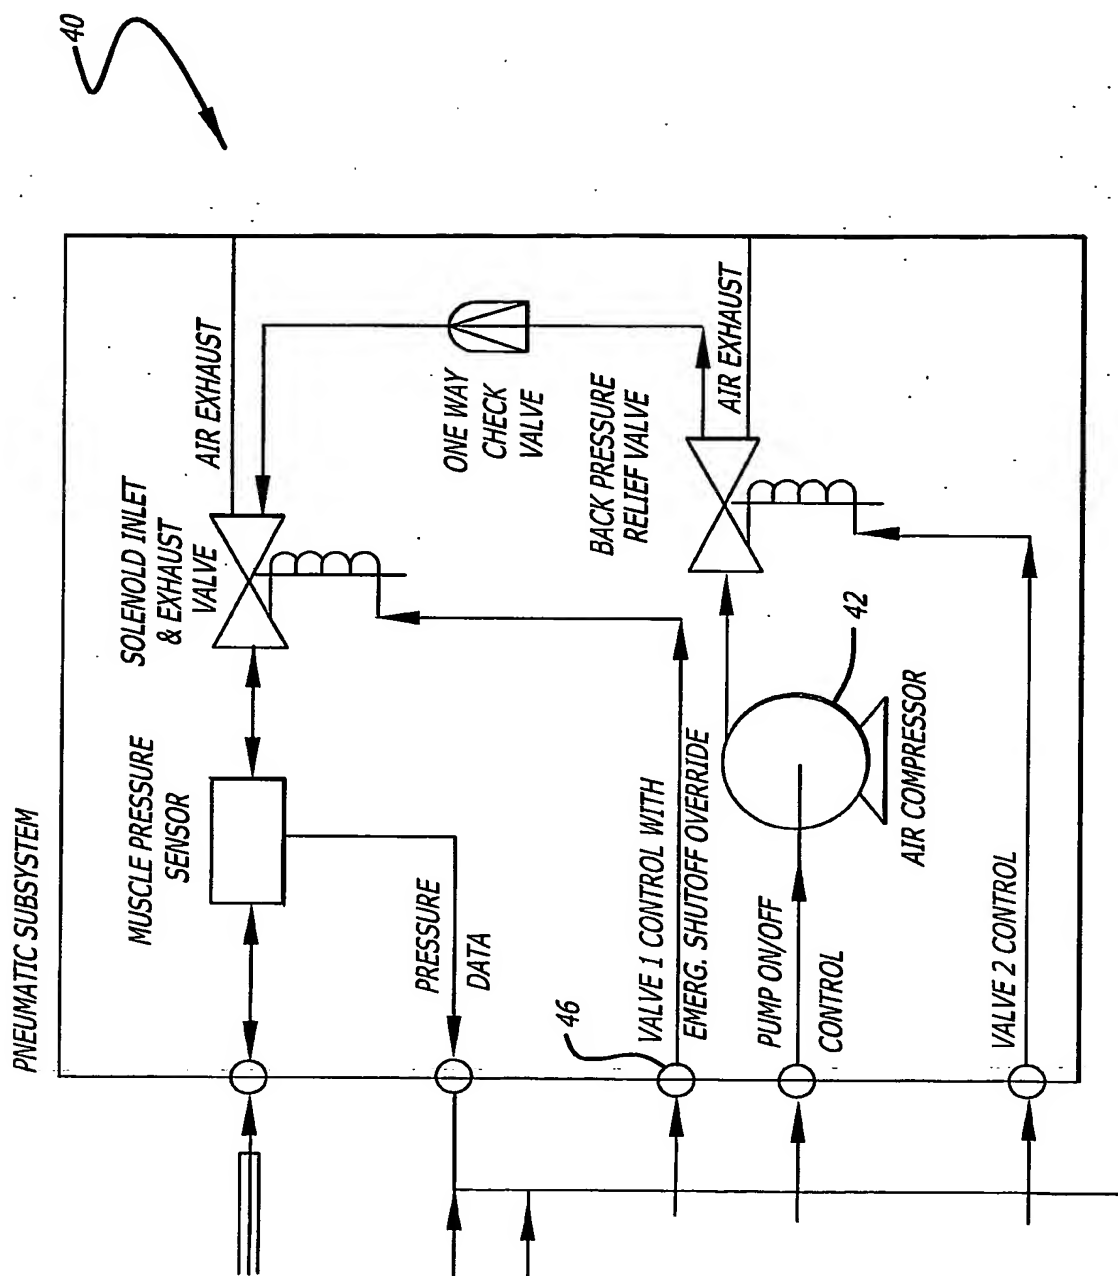 40
PNEUMATIC SUBSYSTEM
MUSCLE PRESSURE
SENSOR
SOLENOLD INLET
& EXHAUST
VALVE
AIR EXHAUST
PRESSURE
DATA
ONE WAY
CHECK
VALVE
46
VALVE 1 CONTROL WITH
EMERG. SHUTOFF OVERRIDE
BACK PRESSURE
RELIEF VALVE
AIR EXHAUST
PUMP ON/OFF
CONTROL
42
AIR COMPRESSOR
VALVE 2 CONTROL